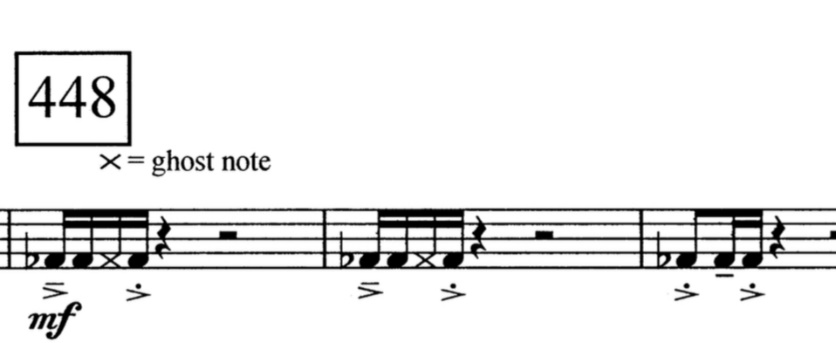 448
× = ghost note
mf